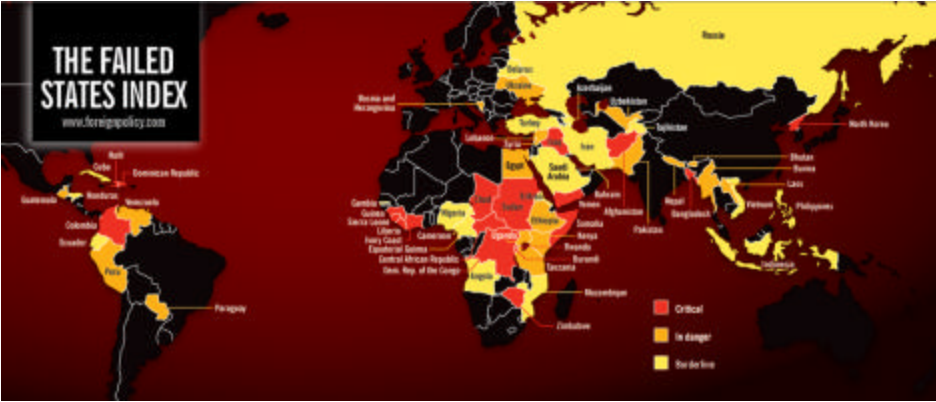 THE FAILED
STATES INDEX
www.foreignpolicy.com
Russia
Belarus
Ukraine
Bosnia and
Herzegovina
Azerbaijan
Uzbekistan
Turkey
Tajikistan
North Korea
Lebanon
Syria
Iran
Egypt
Saudi
Arabia
Bhutan
Burma
Laos
Haiti
Cuba
Dominican Republic
Guatemala
Honduras
Venezuela
Colombia
Ecuador
Peru
Paraguay
Gambia
Guinea
Sierra Leone
Liberia
Ivory Coast
Nigeria
Cameroon
Equatorial Guinea
Central African Republic
Dem. Rep. of the Congo
Chad
Sudan
Ethiopia
Uganda
Angola
Bahrain
Yemen
Afghanistan
Somalia
Kenya
Rwanda
Burundi
Tanzania
Mozambique
Zimbabwe
Pakistan
Nepal
Bangladesh
Vietnam
Philippines
Indonesia
Critical
In danger
Borderline